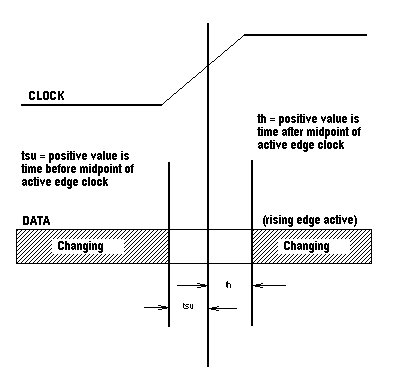 CLOCK
th = positive value is
time after midpoint of
active edge clock
tsu = positive value is
time before midpoint of
active edge clock
DATA
(rising edge active)
Changing
Changing
th
tsu